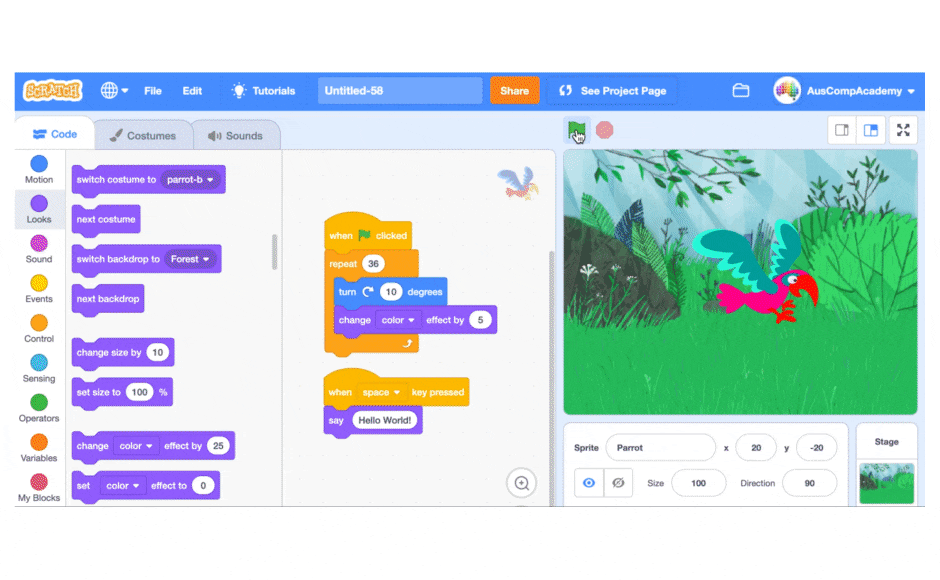 SCRATCH File Edit Tutorials Untitled-58 Share See Project Page AusCompAcademy
Code Costumes Sounds
Motion
Looks
Sound
Events
Control
Sensing
Operators
Variables
My Blocks
switch costume to parrot-b
next costume
switch backdrop to Forest
next backdrop
change size by 10
set size to 100 %
change color effect by 25
set color effect to 0
when clicked
repeat 36
turn 10 degrees
change color effect by 5
when space key pressed
say Hello World!
Sprite Parrot x 20 y -20
Size 100 Direction 90
Stage